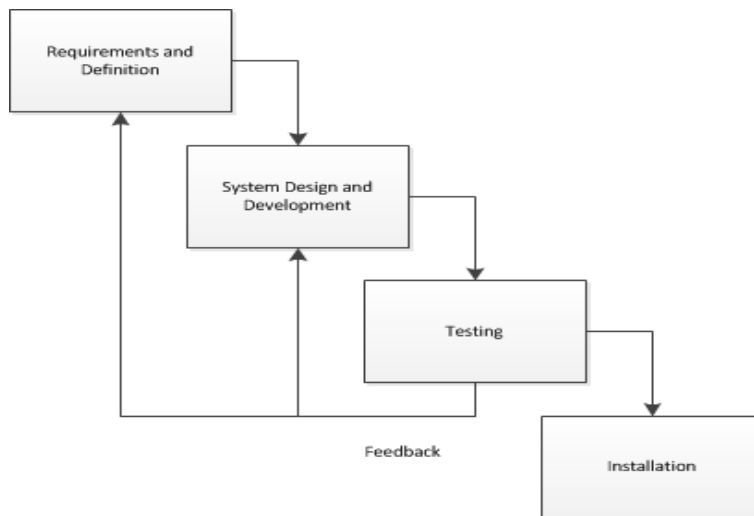 Requirements and
Definition
System Design and
Development
Testing
Feedback
Installation